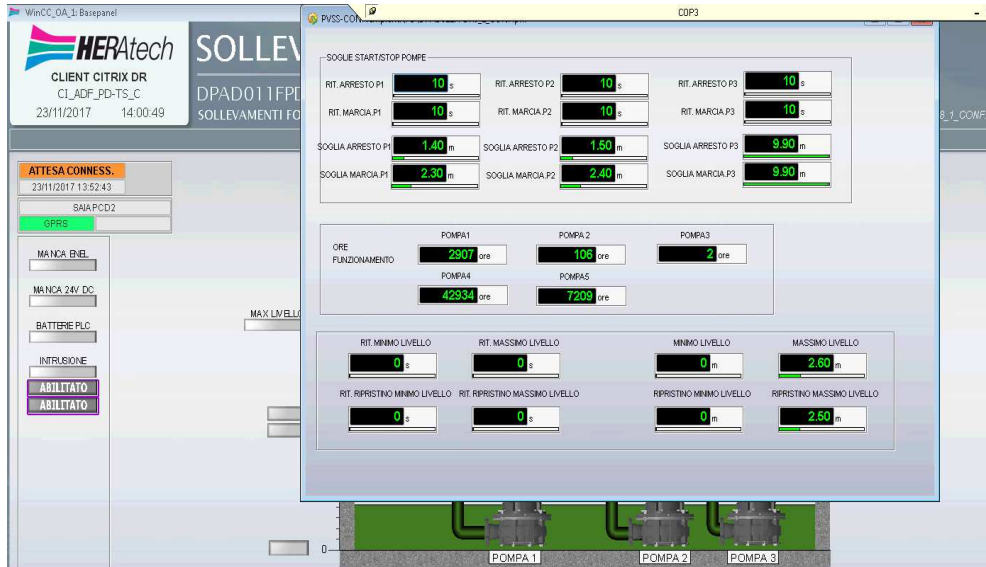 WinCC_OA_1: Basepanel
COP3
HERAtech
CLIENT CITRIX DR
CI_ADF_PD-TS_C
23/11/2017 14:00:49
SOLLEV
DPAD011FPD
SOLLEVAMENTI FO
ATTESA CONNESS.
23/11/2017 13:52:43
SAIA PCD2
GPRS
MANCA ENEL
MANCA 24V DC
BATTERIE PLC
INTRUSIONE
ABILITATO
ABILITATO
MAX LIVELLO
SOGLIE START/STOP POMPE
RIT. ARRESTO P1 10 s RIT. ARRESTO P2 10 s RIT. ARRESTO P3 10 s
RIT. MARCIA.P1 10 s RIT. MARCIA.P2 10 s RIT. MARCIA.P3 10 s
SOGLIA ARRESTO P1 1.40 m SOGLIA ARRESTO P2 1.50 m SOGLIA ARRESTO P3 9.90 m
SOGLIA MARCIA.P1 2.30 m SOGLIA MARCIA.P2 2.40 m SOGLIA MARCIA.P3 9.90 m
ORE FUNZIONAMENTO
POMPA1 POMPA 2 POMPA3
2907 ore 106 ore 2 ore
POMPA4 POMPA5
42934 ore 7209 ore
RIT. MINIMO LIVELLO RIT. MASSIMO LIVELLO MINIMO LIVELLO MASSIMO LIVELLO
0 s 0 s 0 m 2.60 m
RIT. RIPRISTINO MINIMO LIVELLO RIT. RIPRISTINO MASSIMO LIVELLO RIPRISTINO MINIMO LIVELLO RIPRISTINO MASSIMO LIVELLO
0 s 0 s 0 m 2.50 m
0
POMPA 1 POMPA 2 POMPA 3